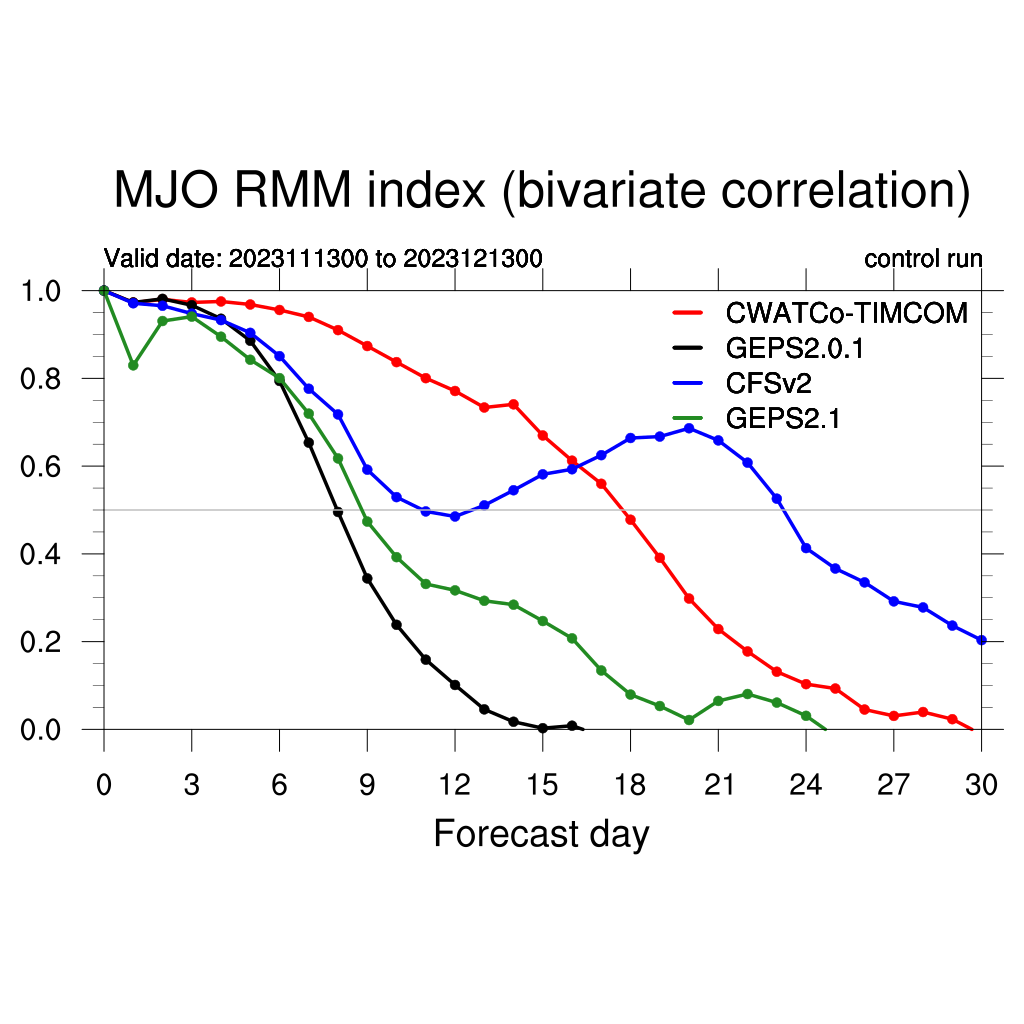 MJO RMM index (bivariate correlation)
Valid date: 2023111300 to 2023121300 control run
CWATCo-TIMCOM
GEPS2.0.1
CFSv2
GEPS2.1
1.0
0.8
0.6
0.4
0.2
0.0
0 3 6 9 12 15 18 21 24 27 30
Forecast day